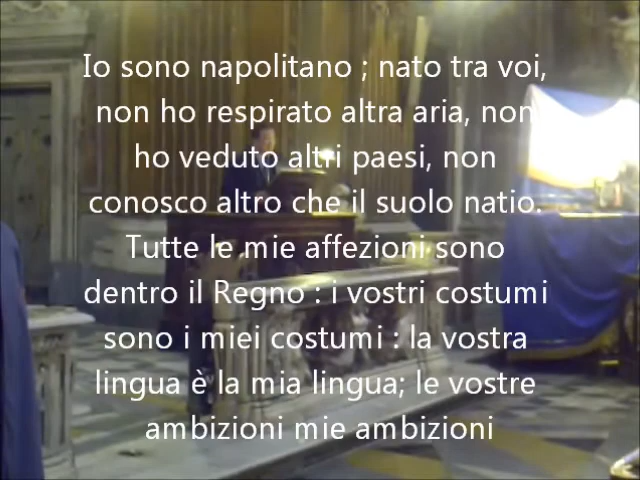 Io sono napolitano ; nato tra voi,
non ho respirato altra aria, non
ho veduto altri paesi, non
conosco altro che il suolo natio.
Tutte le mie affezioni sono
dentro il Regno : i vostri costumi
sono i miei costumi : la vostra
lingua è la mia lingua; le vostre
ambizioni mie ambizioni